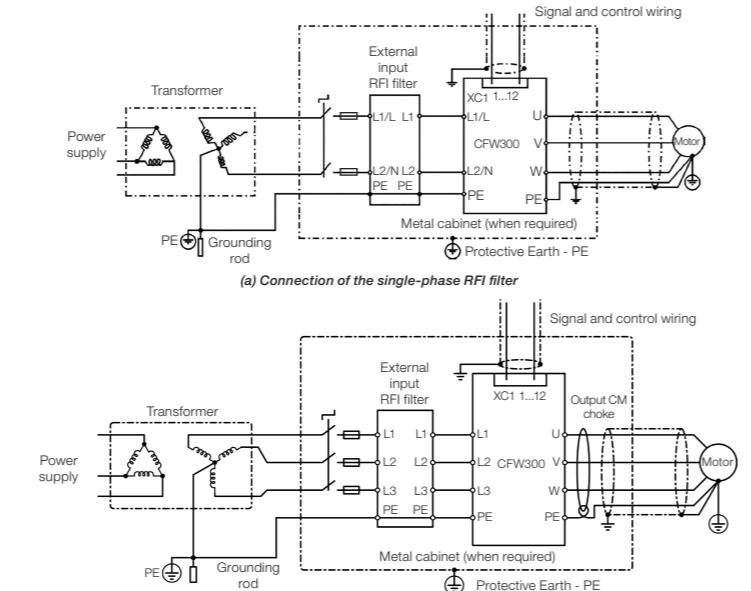 Signal and control wiring
External
input
RFI filter
Transformer
Power
supply
XC1 1...12
L1/L L1
L1/L
U
CFW300
V
Motor
L2/N L2
L2/N
W
PE PE
PE
PE
Metal cabinet (when required)
PE
Grounding
rod
Protective Earth - PE
(a) Connection of the single-phase RFI filter
Signal and control wiring
External
input
RFI filter
XC1 1...12
Output CM
choke
Transformer
Power
supply
L1 L1
L1
U
L2 L2
L2
CFW300
V
Motor
L3 L3
L3
W
PE PE
PE
PE
Metal cabinet (when required)
PE
Grounding
rod
Protective Earth - PE